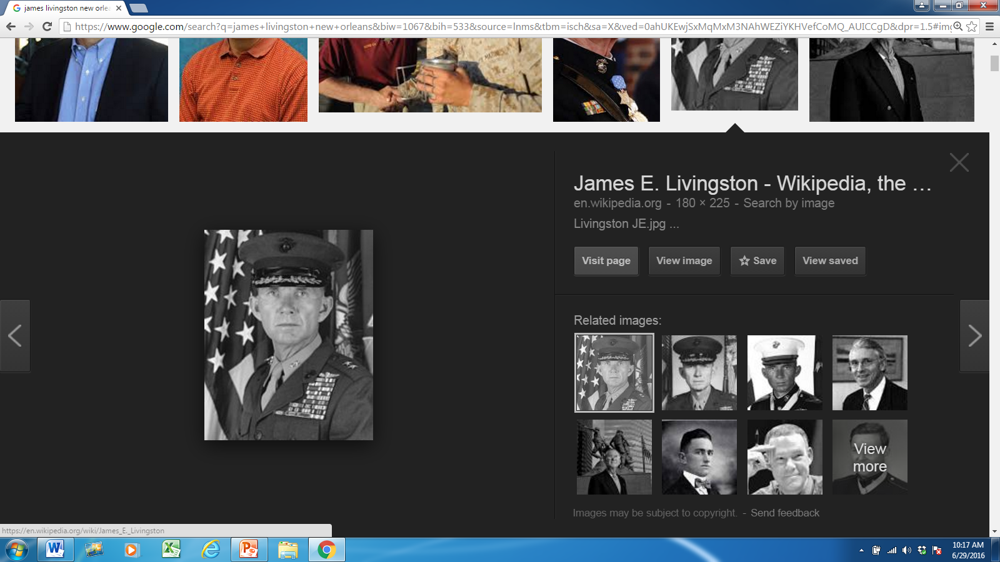 james livingston new orle
https://www.google.com/search?q=james+livingston+new+orleans&biw=1067&bih=533&source=lnms&tbm=isch&sa=X&ved=0ahUKEwjSxMqMxM3NAhWEZiYKHVefCoMQ_AUICCgD&dpr=1.5#img
James E. Livingston - Wikipedia, the ...
en.wikipedia.org - 180 × 225 - Search by image
Livingston JE.jpg ...
Visit page View image Save View saved
Related images:
View
more
Images may be subject to copyright. - Send feedback
https://en.wikipedia.org/wiki/James_E._Livingston
10:17 AM
6/29/2016